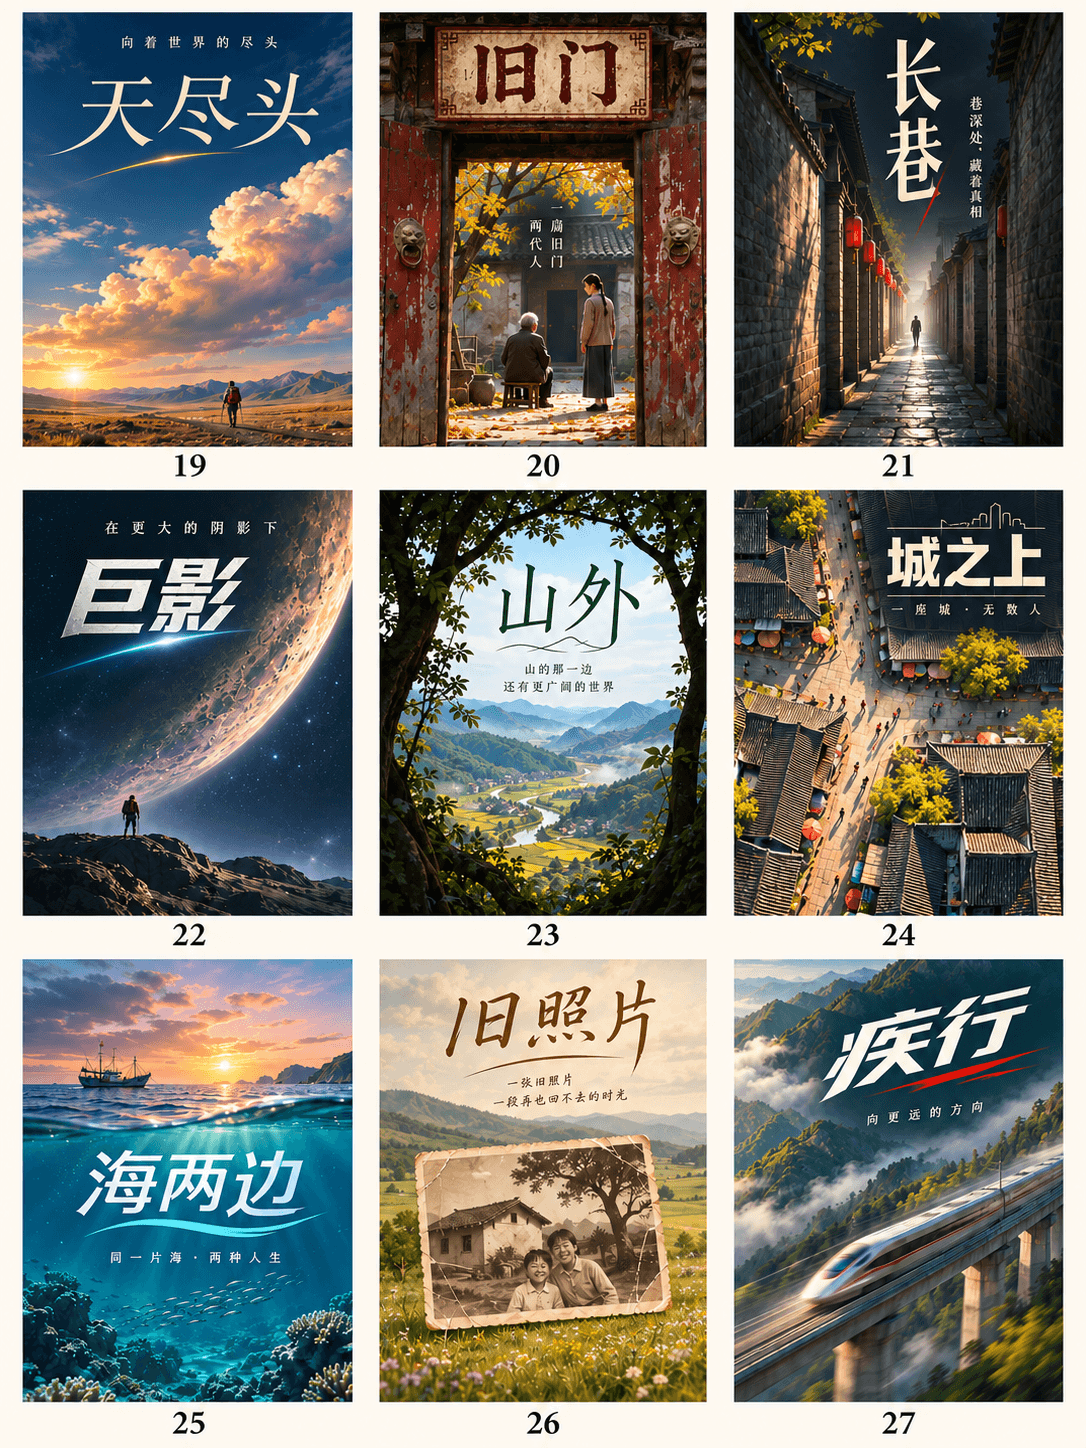 向着世界的尽头
天尽头
19
旧门
一扇旧门
两代人
20
长巷
巷深处，藏着真相
21
在更大的阴影下
巨影
22
山外
山的那一边
还有更广阔的世界
23
城之上
一座城·无数人
24
海两边
同一片海·两种人生
25
旧照片
一张旧照片
一段再也回不去的时光
26
疾行
向更远的方向
27